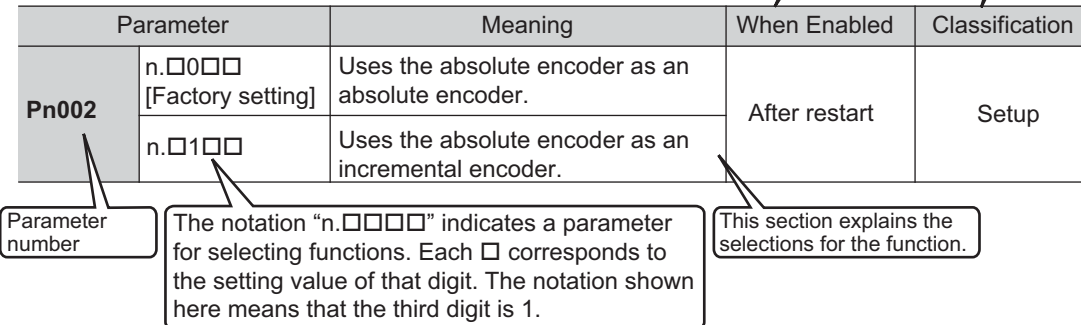 Parameter Meaning When Enabled Classification
Pn002
n.□0□□
[Factory setting]
Uses the absolute encoder as an
absolute encoder.
n.□1□□
Uses the absolute encoder as an
incremental encoder.
After restart
Setup
Parameter
number
The notation “n.□□□□” indicates a parameter
for selecting functions. Each □ corresponds to
the setting value of that digit. The notation shown
here means that the third digit is 1.
This section explains the
selections for the function.